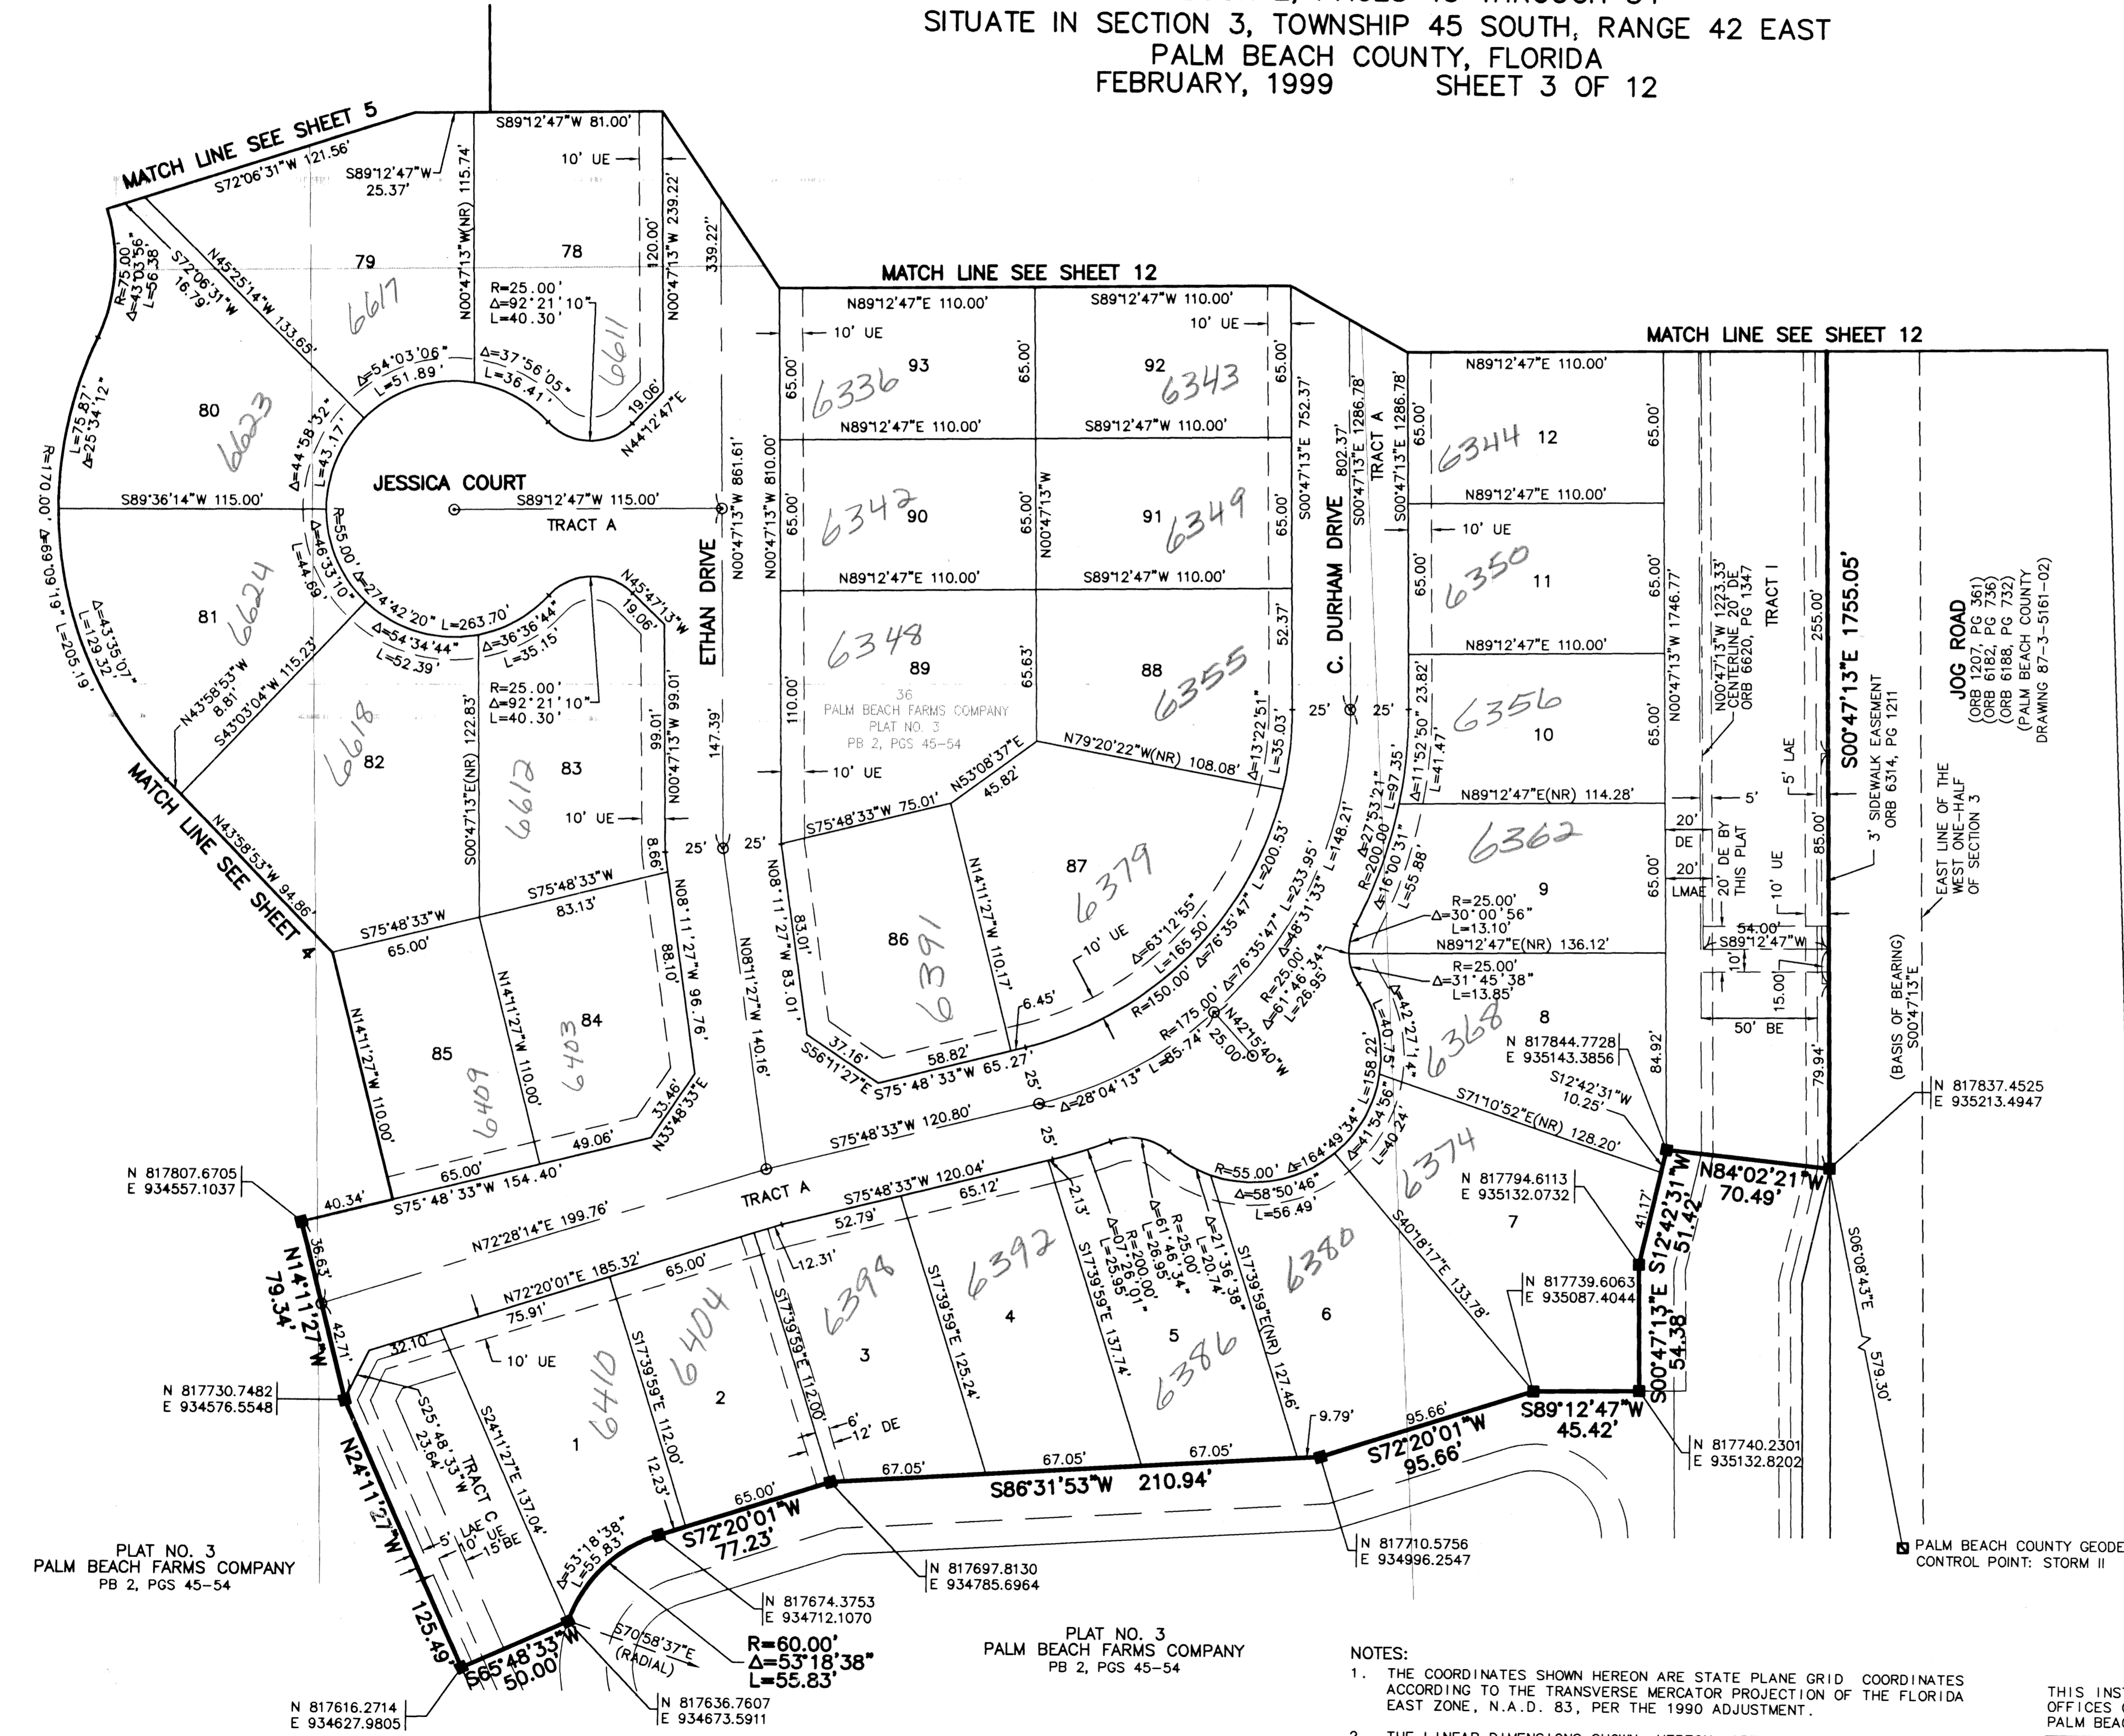 SITUATE IN SECTION 3, TOWNSHIP 45 SOUTH, RANGE 42 EAST
PALM BEACH COUNTY, FLORIDA
FEBRUARY, 1999 SHEET 3 OF 12
MATCH LINE SEE SHEET 5
S72°06'31"W 121.56'
S89°12'47"W
25.37'
S89°12'47"W 81.00'
10' UE
N00°47'13"W(NR) 115.74'
120.00'
N00°47'13"W 239.22'
339.22"
R=75.00'
Δ=43°03'56"
L=56.38'
S72°06'31"W
16.79'
N45°25'14"W 133.65'
79
6617
78
6611
R=25.00'
Δ=92°21'10"
L=40.30'
Δ=54°03'06"
L=51.89'
Δ=37°56'05"
L=36.41'
19.06'
N44°12'47"E
80
6623
L=75.87'
Δ=25°34'12"
Δ=44°58'32"
L=43.17'
R=170.00' Δ=69°09'19" L=205.19'
S89°36'14"W 115.00'
JESSICA COURT
S89°12'47"W 115.00'
TRACT A
R=55.00' Δ=274°42'20" L=263.70'
Δ=46°33'10"
L=44.69'
81
6624
Δ=43°35'07"
L=129.32'
N43°58'53"W
8.81'
S43°03'04"W 115.23'
Δ=54°34'44"
L=52.39'
Δ=36°36'44"
L=35.15'
N45°47'13"W
19.06'
R=25.00'
Δ=92°21'10"
L=40.30'
82
6618
83
6612
S00°47'13"E(NR) 122.83'
99.01'
N00°47'13"W 99.01'
10' UE
8.66'
MATCH LINE SEE SHEET 4
N43°58'53"W 94.86'
S75°48'33"W
65.00'
S75°48'33"W
83.13'
N14°11'27"W 110.00'
N14°11'27"W 110.00'
85
6409
84
6403
88.10'
N08°11'27"W 96.76'
33.46'
N33°48'33"E
49.06'
65.00'
40.34'
S75°48'33"W 154.40'
ETHAN DRIVE
N00°47'13"W 861.61'
N00°47'13"W 810.00'
147.39'
25'
25'
N08°11'27"W 140.16'
MATCH LINE SEE SHEET 12
N89°12'47"E 110.00'
S89°12'47"W 110.00'
10' UE
10' UE
65.00'
65.00'
65.00'
93
6336
92
6343
N89°12'47"E 110.00'
S89°12'47"W 110.00'
65.00'
65.00'
65.00'
N00°47'13"W
6342
90
91
6349
N89°12'47"E 110.00'
S89°12'47"W 110.00'
6348
89
88
6355
110.00'
65.63'
52.37'
36
PALM BEACH FARMS COMPANY
PLAT NO. 3
PB 2, PGS 45-54
10' UE
N79°20'22"W(NR) 108.08'
N53°08'37"E
45.82'
S75°48'33"W 75.01'
Δ=13°22'51"
L=35.03'
83.01'
N08°11'27"W 83.01'
86
6391
N14°11'27"W 110.17'
87
6379
10' UE
Δ=63°12'55"
L=165.50'
R=150.00' Δ=76°35'47" L=200.53'
6.45'
37.16'
S56°11'27"E
58.82'
S75°48'33"W 65.27'
25'
25'
S75°48'33"W 120.80'
Δ=28°04'13" L=85.74'
R=175.00' Δ=76°35'47" L=233.95'
Δ=48°31'33" L=148.21'
N42°15'40"W
25.00'
C. DURHAM DRIVE
S00°47'13"E 752.37'
802.37'
S00°47'13"E 1286.78'
TRACT A
S00°47'13"E 1286.78'
25'
25'
MATCH LINE SEE SHEET 12
N89°12'47"E 110.00'
65.00'
65.00'
6344
12
N89°12'47"E 110.00'
10' UE
65.00'
65.00'
6350
11
N89°12'47"E 110.00'
23.82'
65.00'
6356
10
Δ=11°52'50"
L=41.47'
R=200.00' Δ=27°53'21" L=97.35'
N89°12'47"E(NR) 114.28'
6362
9
65.00'
Δ=16°00'31"
L=55.88'
R=25.00'
Δ=30°00'56"
L=13.10'
N89°12'47"E(NR) 136.12'
R=25.00'
Δ=31°45'38"
L=13.85'
R=25.00'
Δ=61°46'34"
L=26.95'
Δ=42°27'14"
L=40.75'
8
6368
84.92'
S71°10'52"E(NR) 128.20'
R=55.00' Δ=164°49'34" L=158.22'
Δ=41°54'56"
L=40.24'
Δ=58°50'46"
L=56.49'
6374
7
N00°47'13"W 1746.77'
N00°47'13"W 1223.33'
CENTERLINE 20' DE
ORB 6620, PG 1347
TRACT I
255.00'
S00°47'13"E 1755.05'
JOG ROAD
(ORB 1207, PG 361)
(ORB 6182, PG 736)
(ORB 6188, PG 732)
(PALM BEACH COUNTY
DRAWING 87-3-5161-02)
5' LAE
5'
20'
DE
20'
LMAE
20' DE BY
THIS PLAT
10' UE
85.00'
3' SIDEWALK EASEMENT
ORB 6314, PG 1211
EAST LINE OF THE
WEST ONE-HALF
OF SECTION 3
54.00'
S89°12'47"W
10'
15.00'
50' BE
79.94'
(BASIS OF BEARING)
S00°47'13"E
N 817844.7728
E 935143.3856
S12°42'31"W
10.25'
N 817837.4525
E 935213.4947
N84°02'21"W
70.49'
41.17'
S12°42'31"W
51.42'
N 817794.6113
E 935132.0732
S00°47'13"E
54.38'
N 817739.6063
E 935087.4044
S89°12'47"W
45.42'
N 817740.2301
E 935132.8202
S06°08'43"E
579.30'
PALM BEACH COUNTY GEODE
CONTROL POINT: STORM II
N 817807.6705
E 934557.1037
36.63'
N14°11'27"W
79.34'
42.71'
N72°28'14"E 199.76'
TRACT A
S75°48'33"W 120.04'
52.79'
65.12'
2.13'
N72°20'01"E 185.32'
75.91'
65.00'
12.31'
32.10'
10' UE
N 817730.7482
E 934576.5548
S25°48'33"W
23.64'
TRACT C
5' LAE
10' UE
15'BE
S24°11'27"E 137.04'
1
6410
S17°39'59"E 112.00'
12.23'
2
6404
S17°39'59"E 112.00'
6'
12' DE
3
6398
S17°39'59"E 125.24'
4
6392
S17°39'59"E 137.74'
Δ=07°26'01"
R=200.00'
L=25.95'
Δ=61°46'34"
R=25.00'
L=26.95'
Δ=21°36'38"
L=20.74'
5
6386
S17°39'59"E(NR) 127.46'
6
6380
S40°18'17"E 133.78'
N24°11'27"W
125.49'
S65°48'33"W
50.00'
Δ=53°18'38"
L=55.83'
65.00'
S72°20'01"W
77.23'
67.05'
67.05'
67.05'
S86°31'53"W 210.94'
9.79'
95.66'
S72°20'01"W
95.66'
PLAT NO. 3
PALM BEACH FARMS COMPANY
PB 2, PGS 45-54
N 817616.2714
E 934627.9805
S70°58'37"E
(RADIAL)
N 817636.7607
E 934673.5911
N 817674.3753
E 934712.1070
R=60.00'
Δ=53°18'38"
L=55.83'
N 817697.8130
E 934785.6964
N 817710.5756
E 934996.2547
PLAT NO. 3
PALM BEACH FARMS COMPANY
PB 2, PGS 45-54
NOTES:
1. THE COORDINATES SHOWN HEREON ARE STATE PLANE GRID COORDINATES
ACCORDING TO THE TRANSVERSE MERCATOR PROJECTION OF THE FLORIDA
EAST ZONE, N.A.D. 83, PER THE 1990 ADJUSTMENT.
THIS INS
OFFICES
PALM BEA